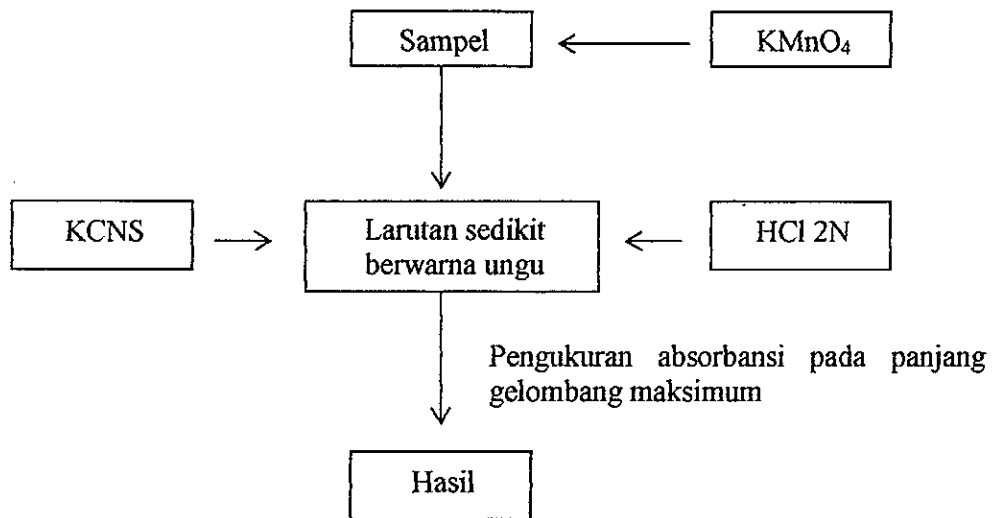 Sampel
KMnO₄
KCNS
Larutan sedikit
berwarna ungu
HCl 2N
Pengukuran absorbansi pada panjang
gelombang maksimum
Hasil